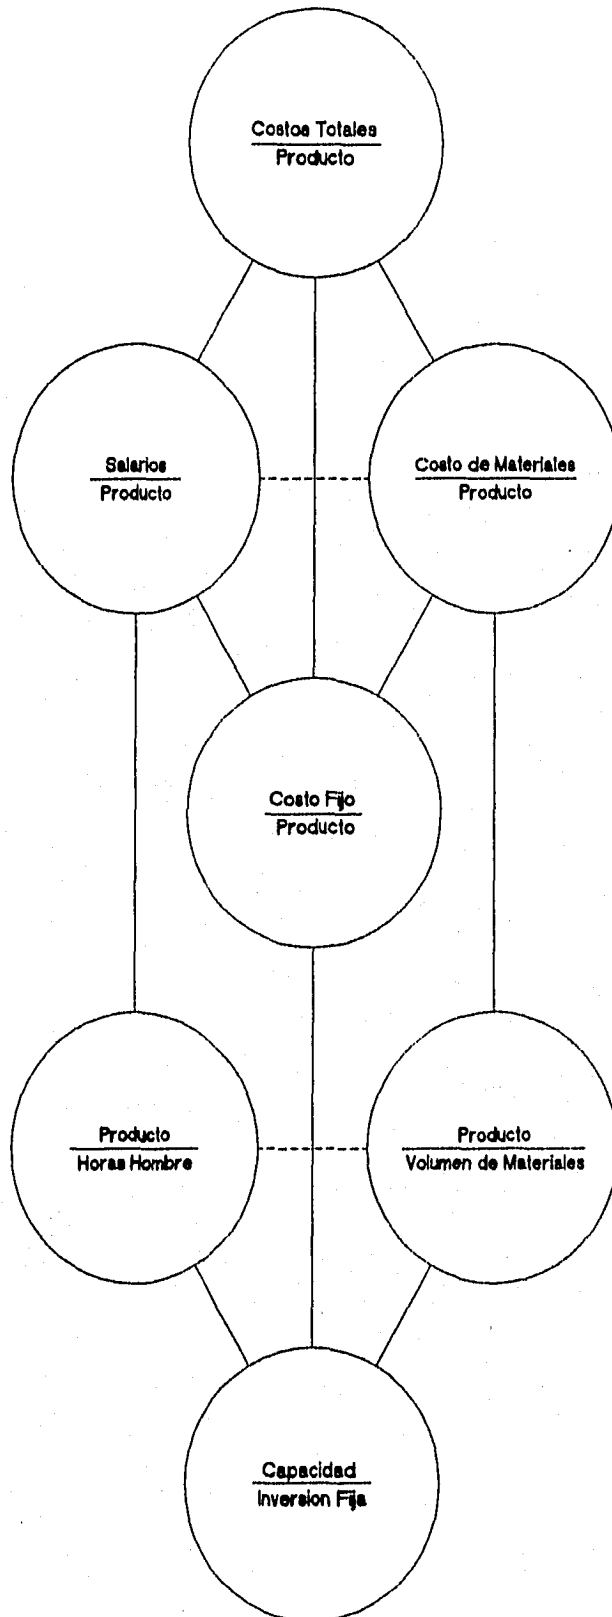 Costos Totales
Producto
Salarios
Producto
Costo de Materiales
Producto
Costo Fijo
Producto
Producto
Horas Hombre
Producto
Volumen de Materiales
Capacidad
Inversion Fija